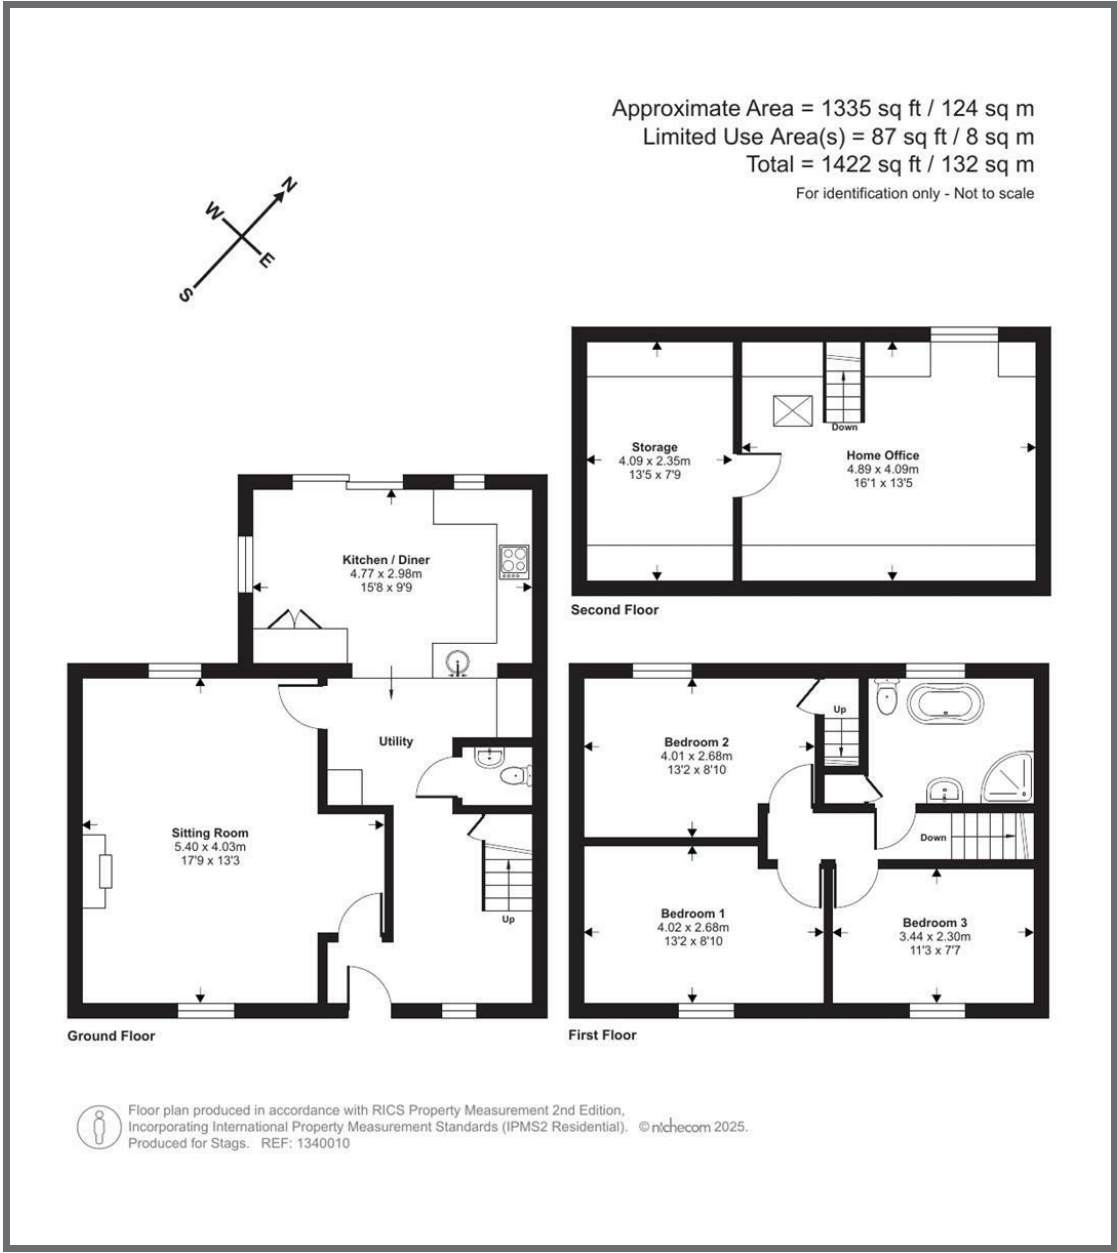 Approximate Area = 1335 sq ft / 124 sq m
Limited Use Area(s) = 87 sq ft / 8 sq m
Total = 1422 sq ft / 132 sq m
For identification only - Not to scale
N
W
E
S
Down
Storage
4.09 x 2.35m
13'5 x 7'9
Home Office
4.89 x 4.09m
16'1 x 13'5
Second Floor
Kitchen / Diner
4.77 x 2.98m
15'8 x 9'9
Utility
Sitting Room
5.40 x 4.03m
17'9 x 13'3
Up
Ground Floor
Up
Bedroom 2
4.01 x 2.68m
13'2 x 8'10
Down
Bedroom 1
4.02 x 2.68m
13'2 x 8'10
Bedroom 3
3.44 x 2.30m
11'3 x 7'7
First Floor
Floor plan produced in accordance with RICS Property Measurement 2nd Edition,
Incorporating International Property Measurement Standards (IPMS2 Residential). © nichecom 2025.
Produced for Stags. REF: 1340010